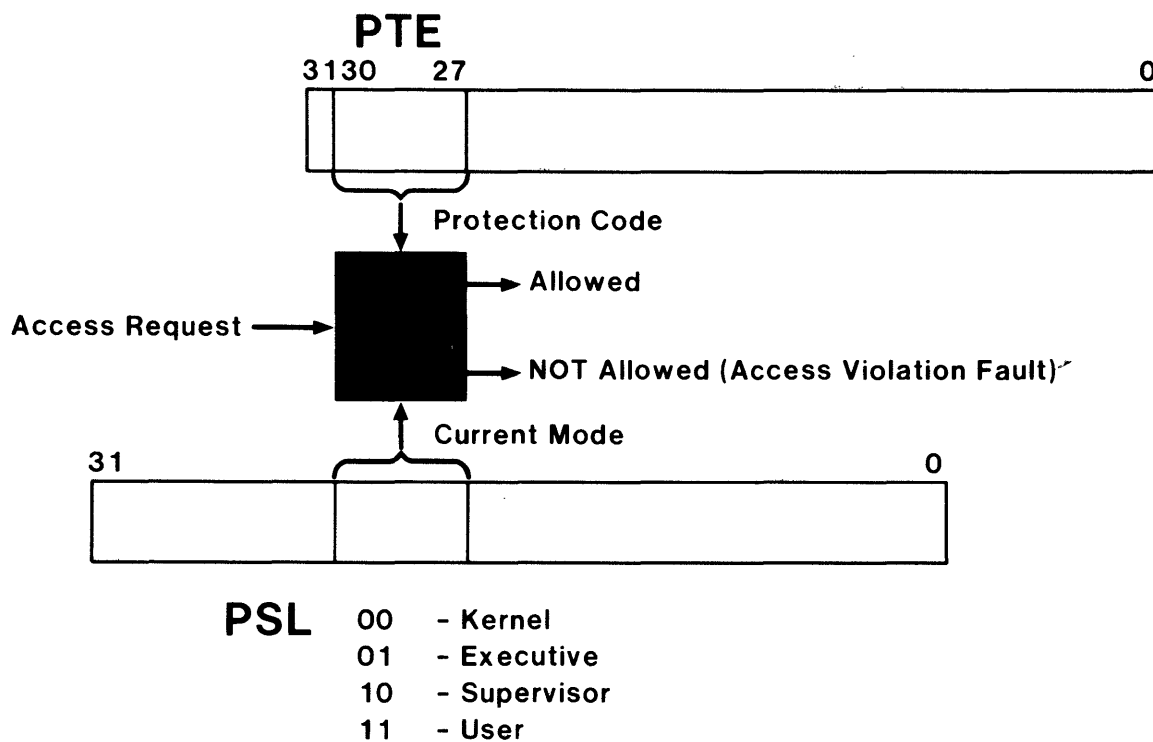 PTE
31 30 27 0
Protection Code
Allowed
Access Request
NOT Allowed (Access Violation Fault)
Current Mode
31 0
PSL 00 - Kernel
01 - Executive
10 - Supervisor
11 - User